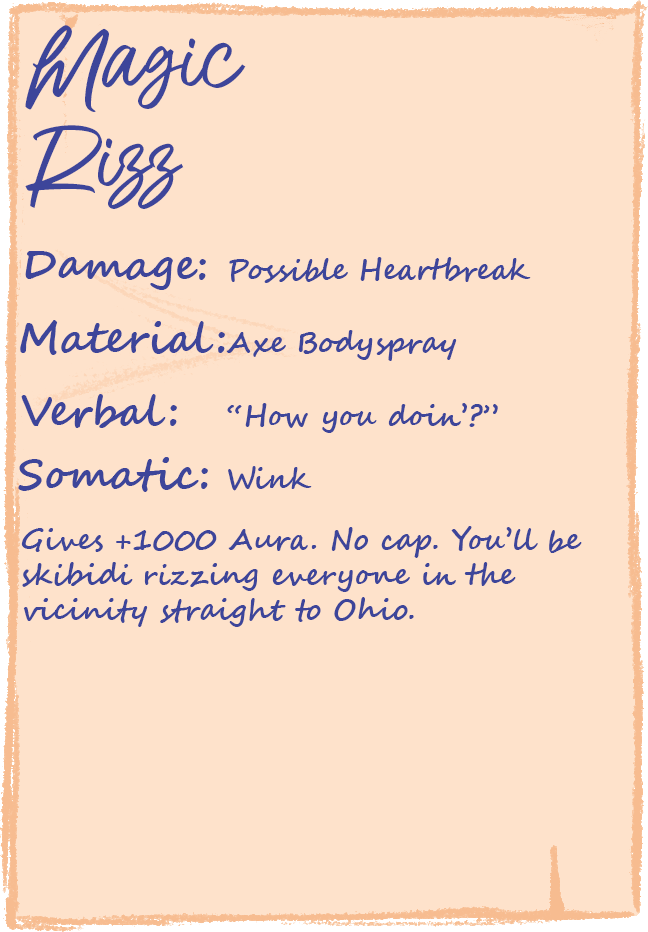 Magic
Rizz
Damage: Possible Heartbreak
Material: Axe Bodyspray
Verbal: “How you doin’?”
Somatic: Wink
Gives +1000 Aura. No cap. You’ll be
skibidi rizzing everyone in the
vicinity straight to Ohio.